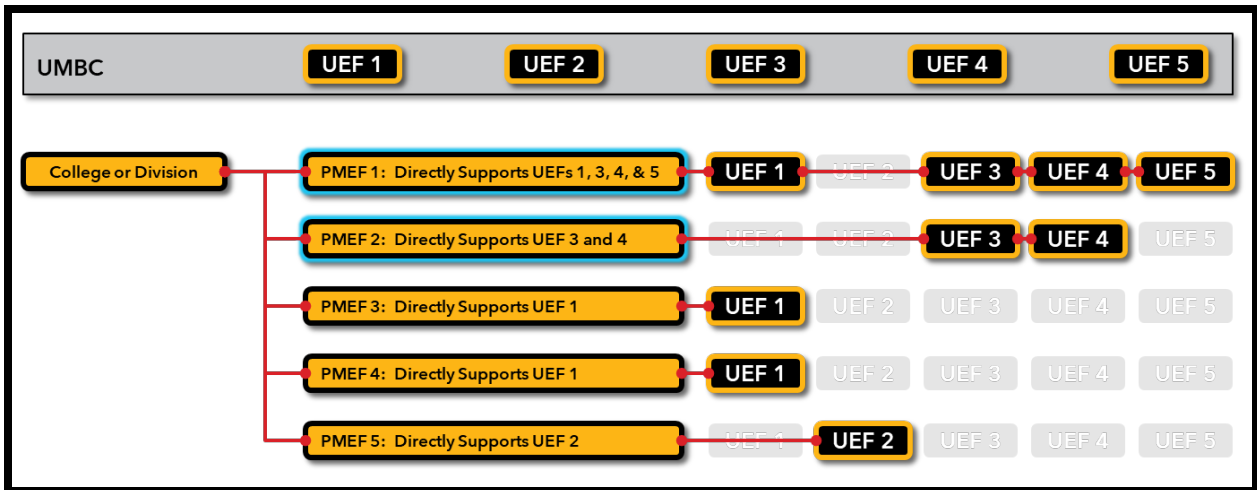 UMBC UEF 1 UEF 2 UEF 3 UEF 4 UEF 5
College or Division PMEF 1: Directly Supports UEFs 1, 3, 4, & 5 UEF 1 UEF 2 UEF 3 UEF 4 UEF 5
PMEF 2: Directly Supports UEF 3 and 4 UEF 1 UEF 2 UEF 3 UEF 4 UEF 5
PMEF 3: Directly Supports UEF 1 UEF 1 UEF 2 UEF 3 UEF 4 UEF 5
PMEF 4: Directly Supports UEF 1 UEF 1 UEF 2 UEF 3 UEF 4 UEF 5
PMEF 5: Directly Supports UEF 2 UEF 1 UEF 2 UEF 3 UEF 4 UEF 5